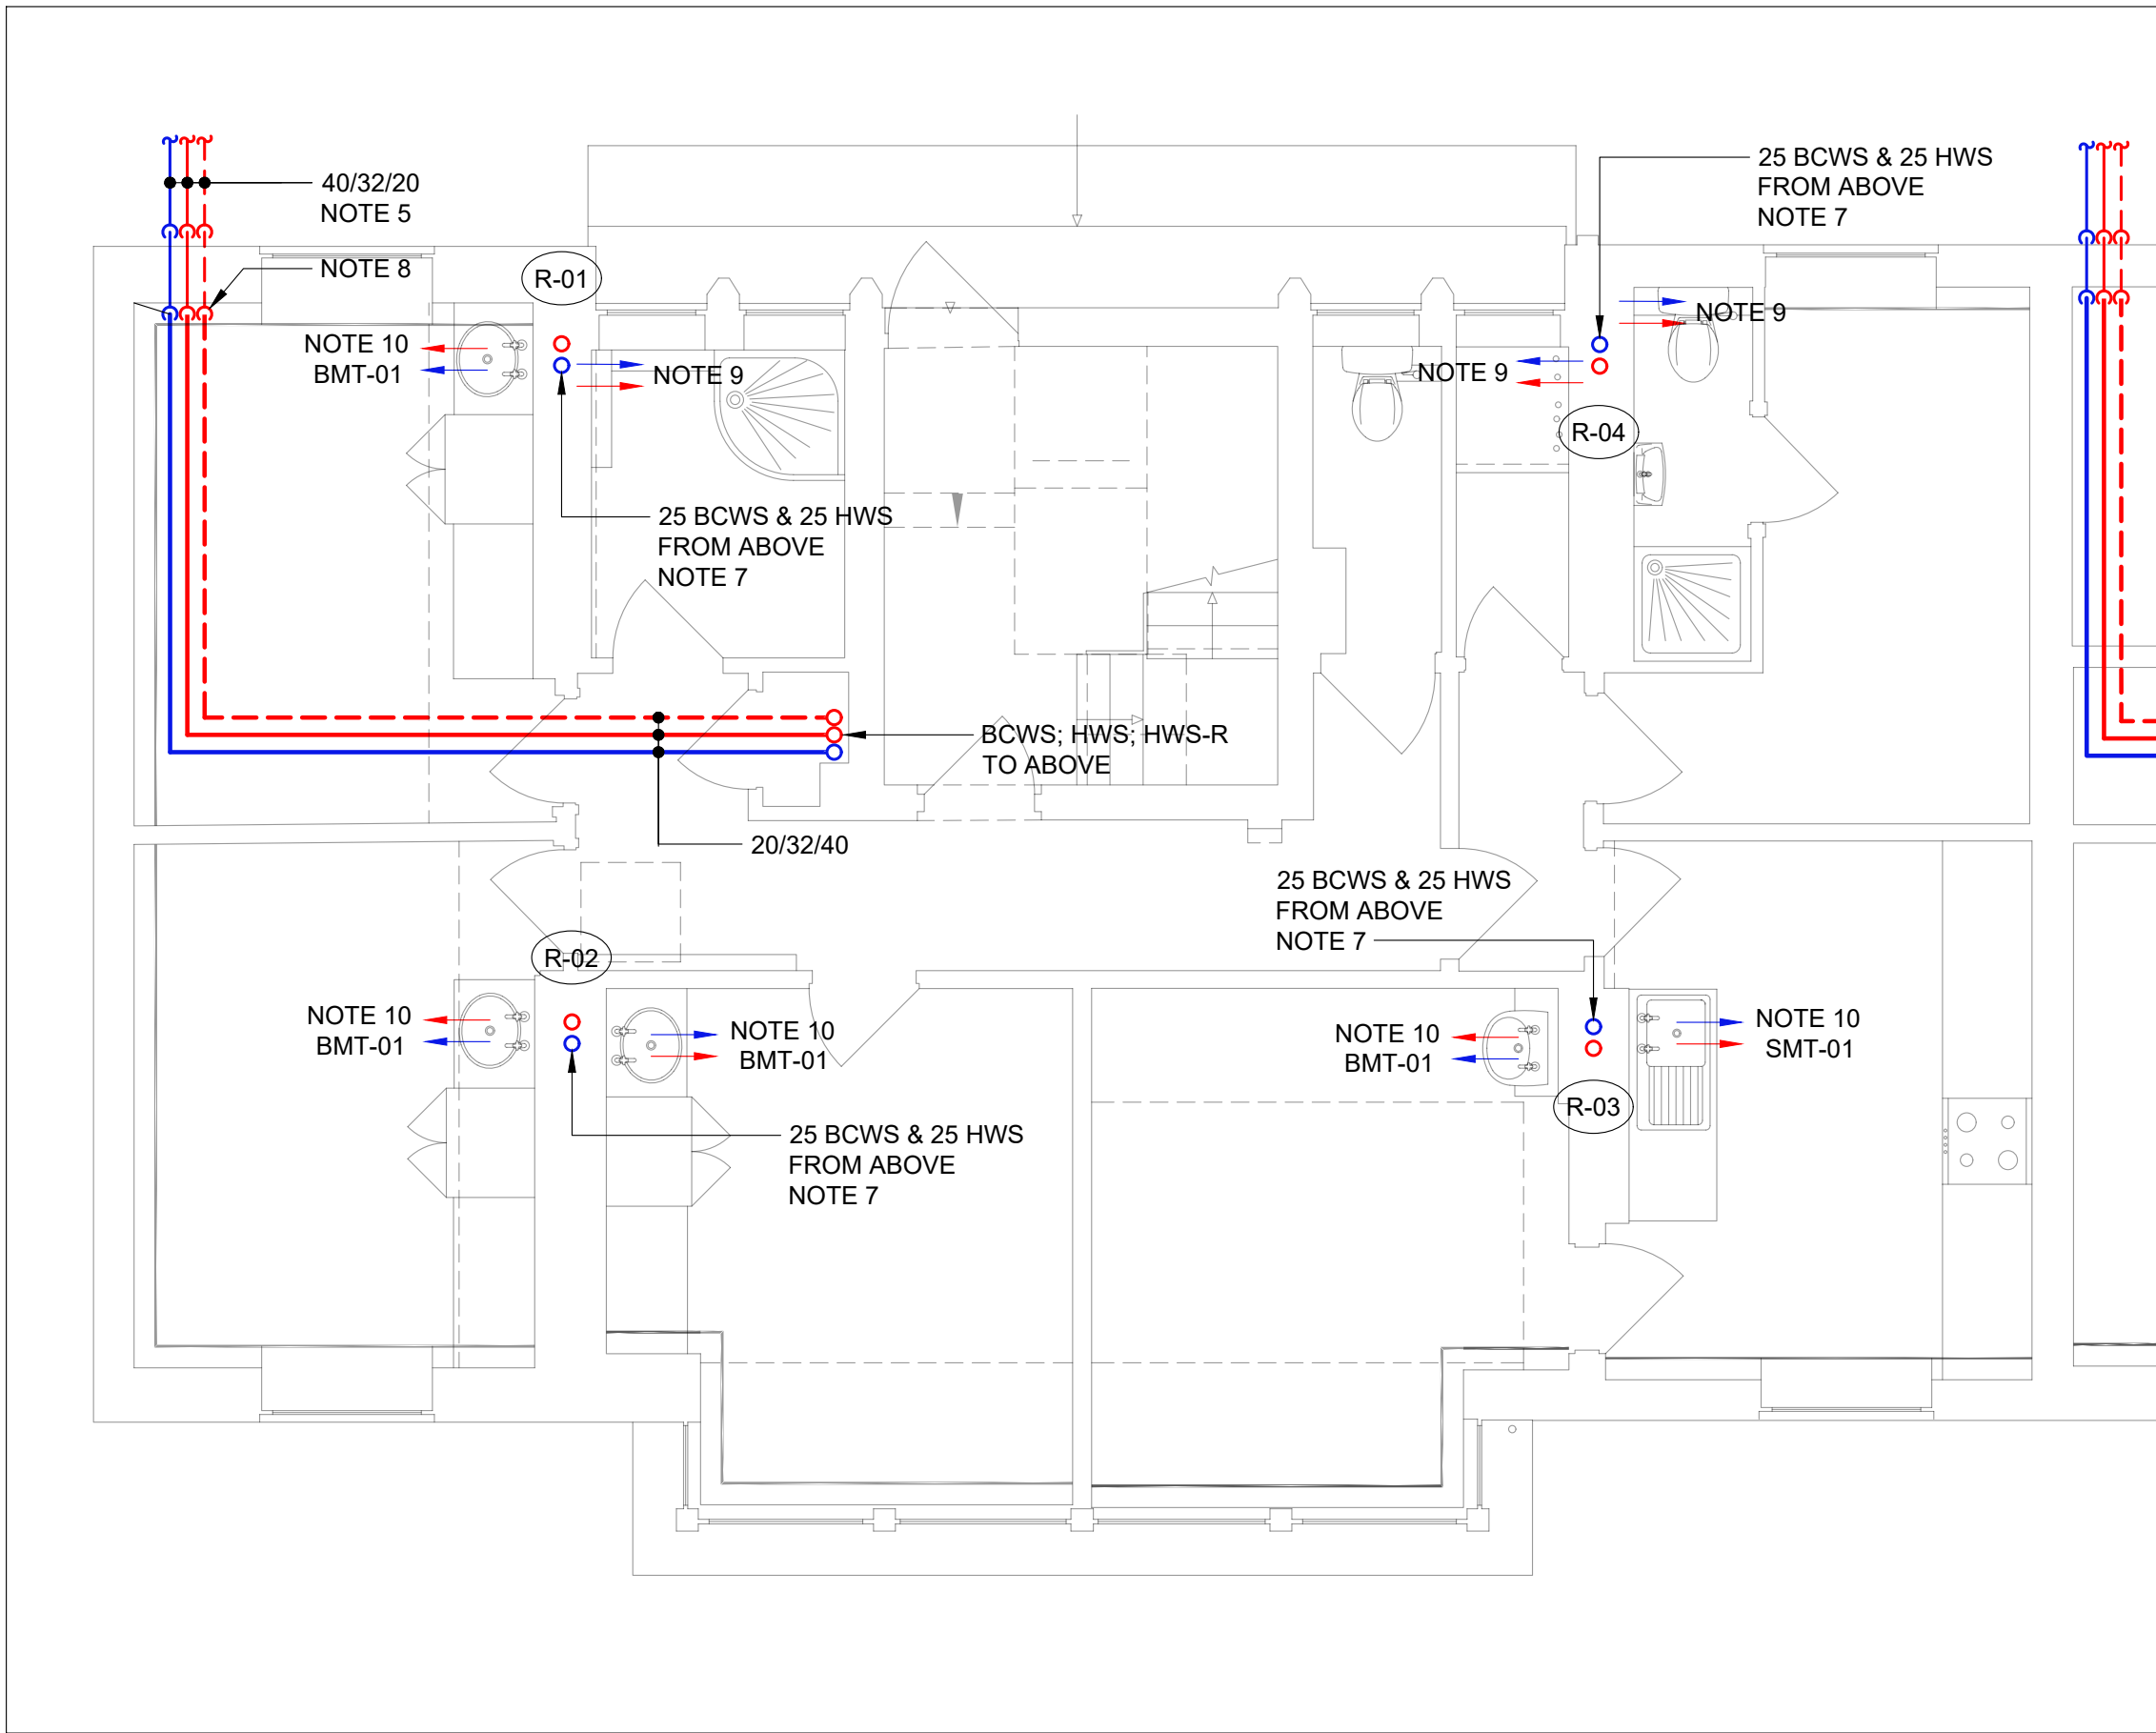 40/32/20
NOTE 5
NOTE 8
R-01
25 BCWS & 25 HWS
FROM ABOVE
NOTE 7
NOTE 10
BMT-01
NOTE 9
NOTE 9
NOTE 9
R-04
25 BCWS & 25 HWS
FROM ABOVE
NOTE 7
BCWS; HWS; HWS-R
TO ABOVE
20/32/40
25 BCWS & 25 HWS
FROM ABOVE
NOTE 7
R-02
NOTE 10
BMT-01
NOTE 10
BMT-01
NOTE 10
BMT-01
NOTE 10
SMT-01
R-03
25 BCWS & 25 HWS
FROM ABOVE
NOTE 7